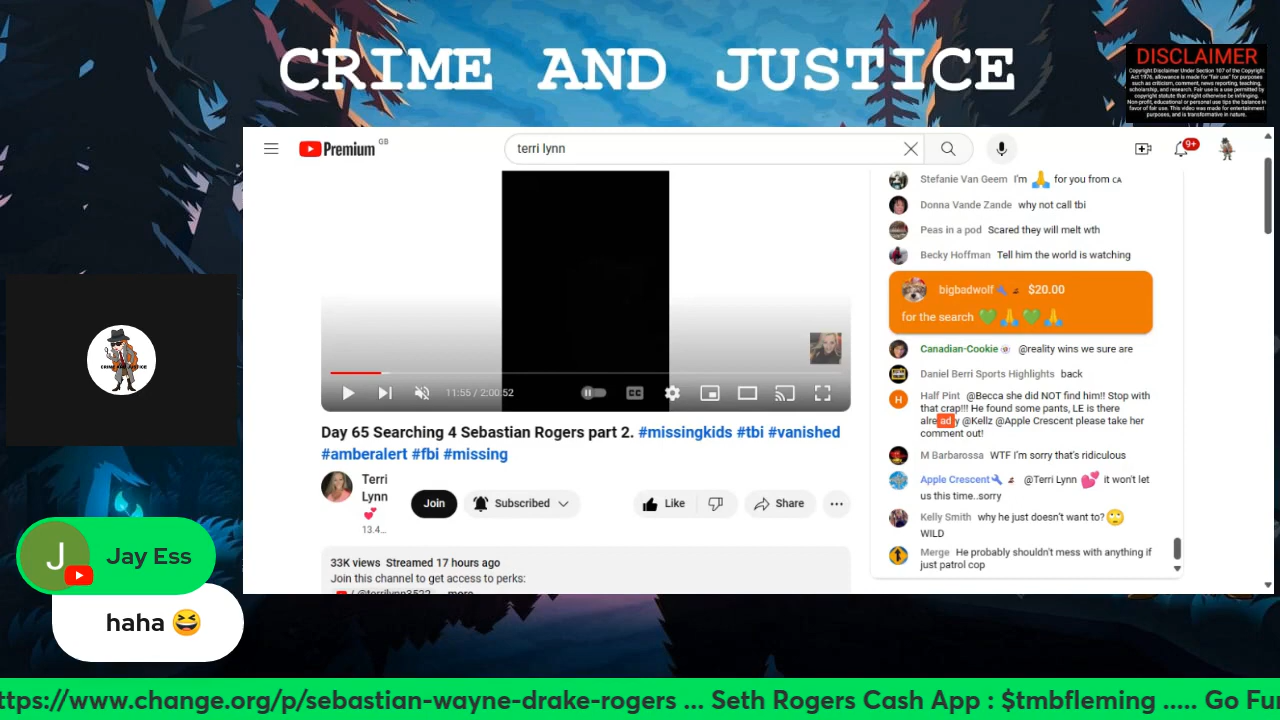 CRIME AND JUSTICE
DISCLAIMER
Copyright Disclaimer Under Section 107 of the Copyright
Act 1976, allowance is made for "fair use" for purposes
such as criticism, comment, news reporting, teaching,
scholarship, and research. Fair use is a use permitted by
copyright statute that might otherwise be infringing.
Non-profit, educational or personal use tips the balance in
favor of fair use. This video was made for entertainment
purposes, and is transformative in nature.
Premium GB
terri lynn
9+
Stefanie Van Geem I'm 🙏 for you from CA
Donna Vande Zande why not call tbi
Peas in a pod Scared they will melt wth
Becky Hoffman Tell him the world is watching
bigbadwolf $20.00
for the search 💚🙏💚🙏
Canadian-Cookie @reality wins we sure are
Daniel Berri Sports Highlights back
H
Half Pint @Becca she did NOT find him!! Stop with
that crap!!! He found some pants, LE is there
alre ad y @Kellz @Apple Crescent please take her
comment out!
M Barbarossa WTF I'm sorry that's ridiculous
Apple Crescent @Terri Lynn 💕 it won't let
us this time..sorry
Kelly Smith why he just doesn't want to?🙄
WILD
Merge He probably shouldn't mess with anything if
just patrol cop
11:55 / 2:00:52
CC
Day 65 Searching 4 Sebastian Rogers part 2. #missingkids #tbi #vanished
#amberalert #fbi #missing
Terri
Lynn
💕
13.4...
Join
Subscribed
Like
Share
33K views Streamed 17 hours ago
Join this channel to get access to perks:
CRIME AND JUSTICE
J
Jay Ess
haha 😆
ttps://www.change.org/p/sebastian-wayne-drake-rogers ... Seth Rogers Cash App : $tmbfleming ..... Go Fu